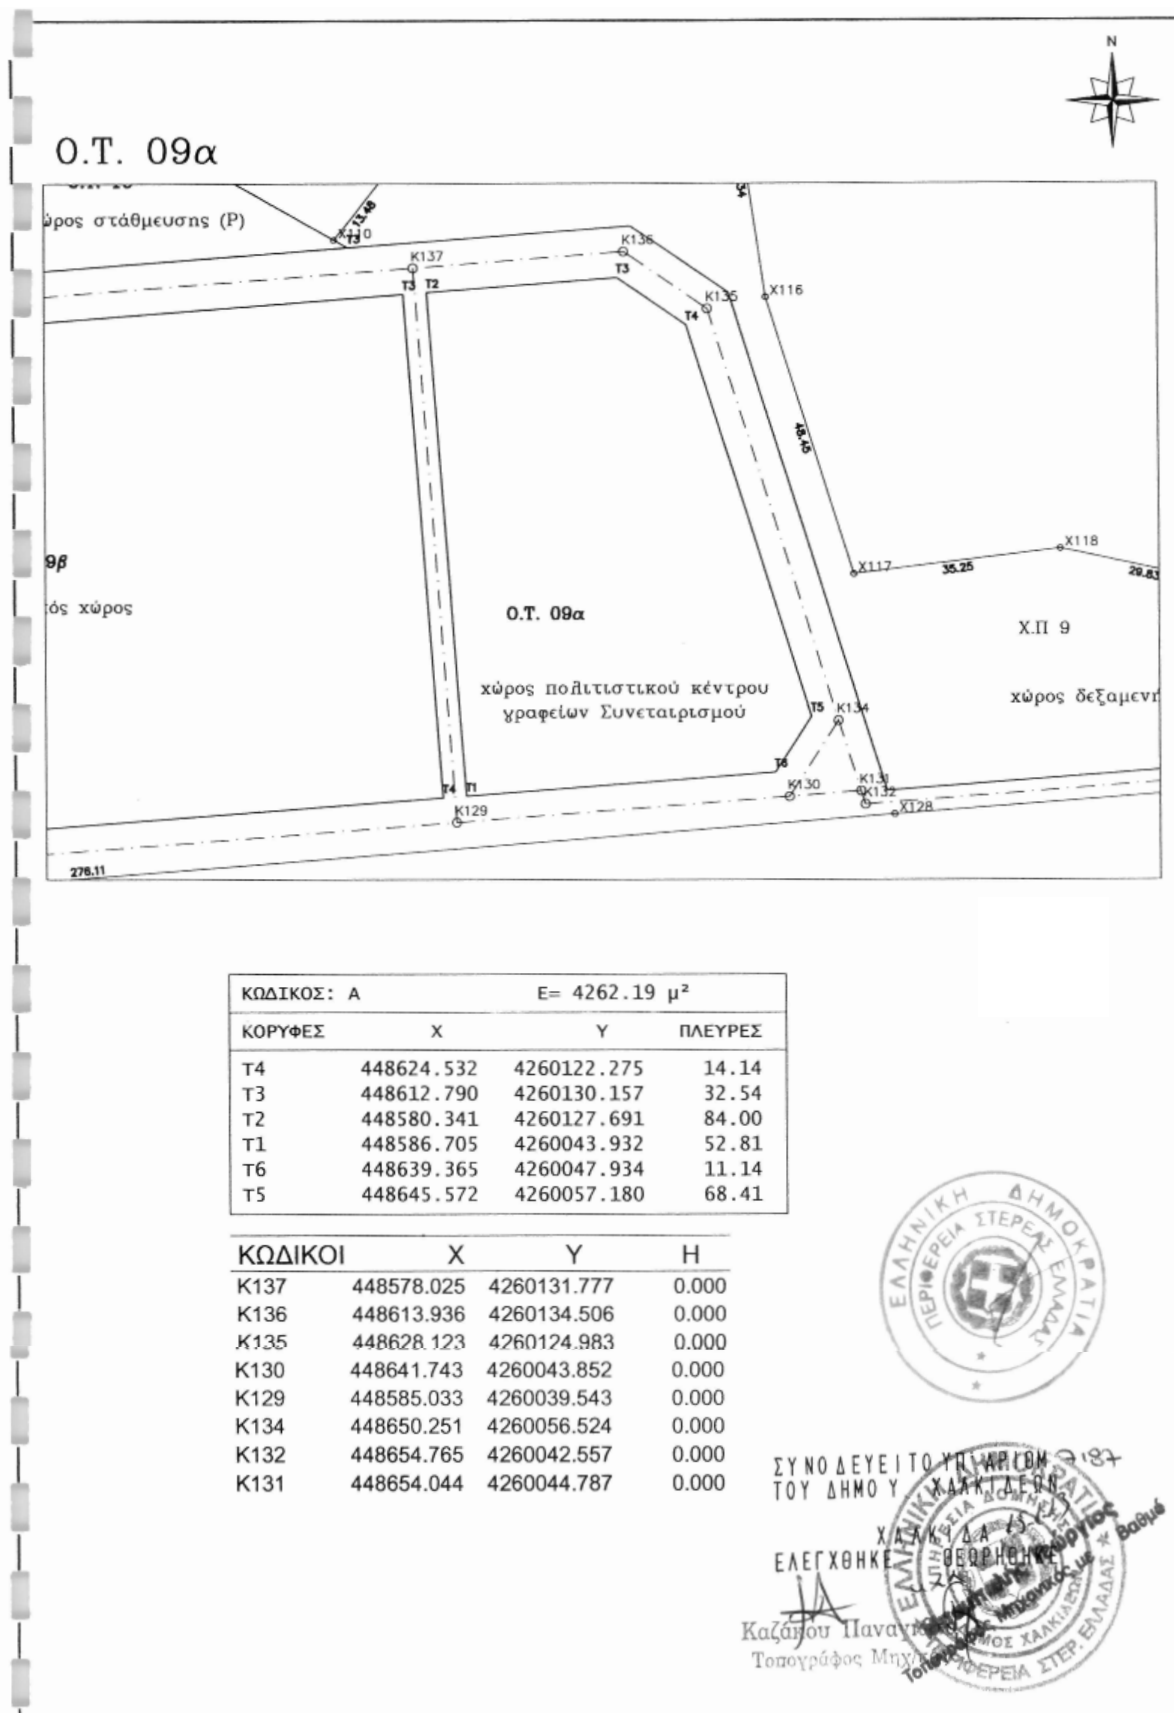 N
Ο.Τ. 09α
ώρος στάθμευσης (Ρ)
13.48
X110
T3
K137
K136
T3
T2
T3
K135
T4
X116
48.45
X117
35.25
X118
29.83
9β
ός χώρος
Ο.Τ. 09α
Χ.Π 9
χώρος πολιτιστικού κέντρου
γραφείων Συνεταιρισμού
χώρος δεξαμενή
T5
K134
T6
T4
T1
K130
K131
K132
X128
K129
276.11
ΚΩΔΙΚΟΣ: Α E= 4262.19 μ²
ΚΟΡΥΦΕΣ X Y ΠΛΕΥΡΕΣ
T4 448624.532 4260122.275 14.14
T3 448612.790 4260130.157 32.54
T2 448580.341 4260127.691 84.00
T1 448586.705 4260043.932 52.81
T6 448639.365 4260047.934 11.14
T5 448645.572 4260057.180 68.41
ΚΩΔΙΚΟΙ X Y H
K137 448578.025 4260131.777 0.000
K136 448613.936 4260134.506 0.000
K135 448628.123 4260124.983 0.000
K130 448641.743 4260043.852 0.000
K129 448585.033 4260039.543 0.000
K134 448650.251 4260056.524 0.000
K132 448654.765 4260042.557 0.000
K131 448654.044 4260044.787 0.000
ΕΛΛΗΝΙΚΗ ΔΗΜΟΚΡΑΤΙΑ
ΠΕΡΙΦΕΡΕΙΑ ΣΤΕΡΕΑΣ ΕΛΛΑΔΑΣ
ΣΥΝΟΔΕΥΕΙ ΤΟ ΥΠ' ΑΡΙΘΜ
ΤΟΥ ΔΗΜΟΥ ΧΑΛΚΙΔΕΩΝ
ΧΑΛΚΙΔΑ
ΕΛΕΓΧΘΗΚΕ ΘΕΩΡΗΘΗΚΕ
Καζάκου
Τοπογράφος
Τοπογράφος Μηχανικός με Βαθμό